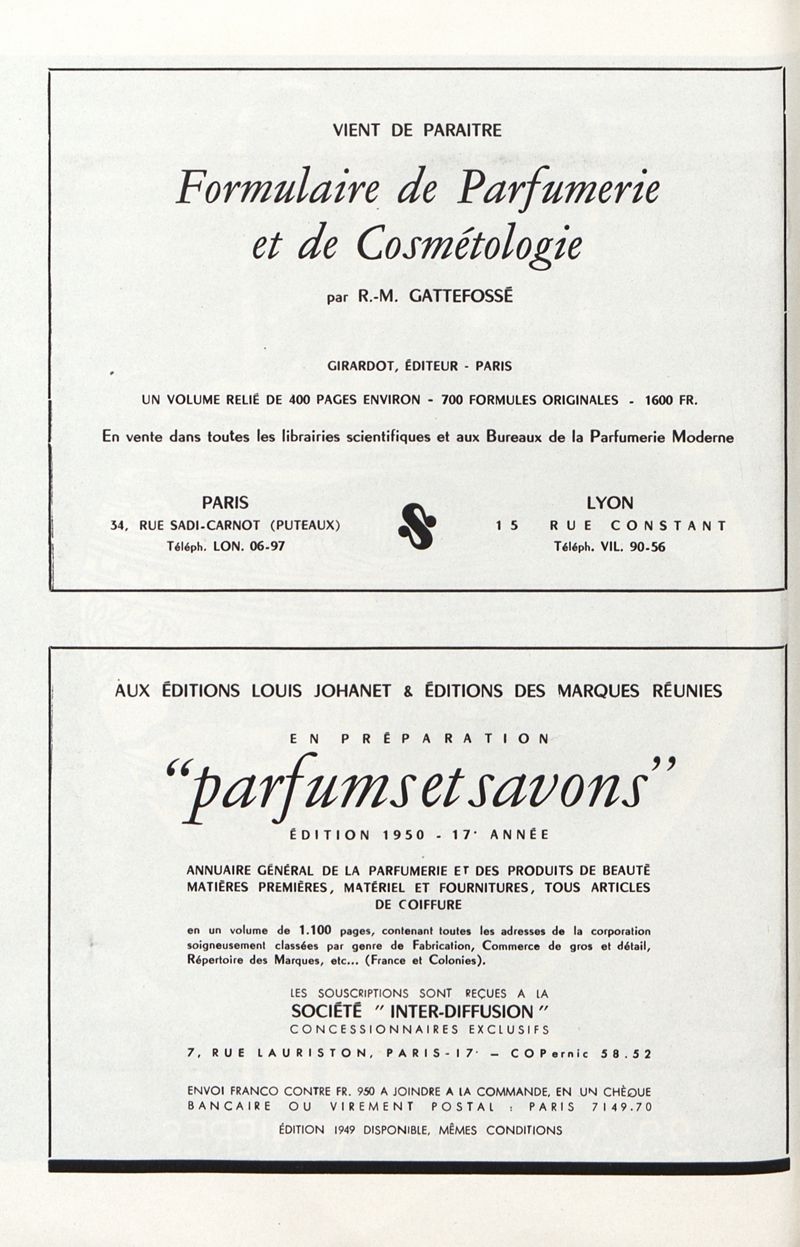 VIENT DE PARAITRE
Formulaire de Parfumerie
et de Cosmétologie
par R.-M. GATTEFOSSÉ
GIRARDOT, ÉDITEUR - PARIS
UN VOLUME RELIÉ DE 400 PAGES ENVIRON - 700 FORMULES ORIGINALES - 1600 FR.
En vente dans toutes les librairies scientifiques et aux Bureaux de la Parfumerie Moderne
PARIS
34, RUE SADI-CARNOT (PUTEAUX)
Téléph. LON. 06-97
LYON
15 RUE CONSTANT
Téléph. VIL. 90-56
AUX ÉDITIONS LOUIS JOHANET & ÉDITIONS DES MARQUES RÉUNIES
EN PRÉPARATION
“parfums et savons”
ÉDITION 1950 - 17e ANNÉE
ANNUAIRE GÉNÉRAL DE LA PARFUMERIE ET DES PRODUITS DE BEAUTÉ
MATIÈRES PREMIÈRES, MATÉRIEL ET FOURNITURES, TOUS ARTICLES
DE COIFFURE
en un volume de 1.100 pages, contenant toutes les adresses de la corporation
soigneusement classées par genre de Fabrication, Commerce de gros et détail,
Répertoire des Marques, etc... (France et Colonies).
LES SOUSCRIPTIONS SONT REÇUES A LA
SOCIÉTÉ " INTER-DIFFUSION "
CONCESSIONNAIRES EXCLUSIFS
7, RUE LAURISTON, PARIS-17e – COPernic 58.52
ENVOI FRANCO CONTRE FR. 950 A JOINDRE A LA COMMANDE, EN UN CHÈQUE
BANCAIRE OU VIREMENT POSTAL : PARIS 7149.70
ÉDITION 1949 DISPONIBLE, MÊMES CONDITIONS